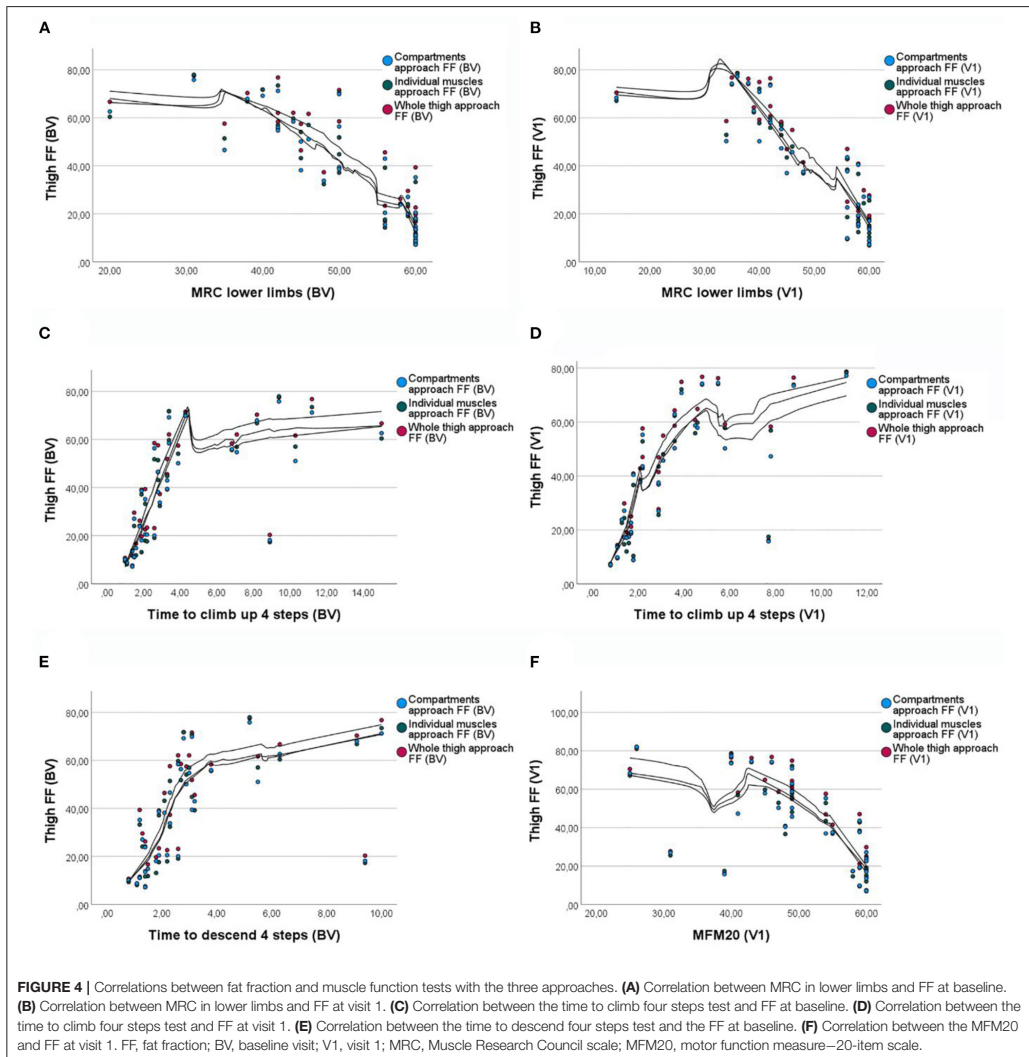 A
Compartments
approach FF (BV)
Individual muscles
approach FF (BV)
Whole thigh approach
FF (BV)
Thigh FF (BV)
80,00
60,00
40,00
20,00
,00
20,00 30,00 40,00 50,00 60,00
MRC lower limbs (BV)
B
Compartments
approach FF (V1)
Individual muscles
approach FF (V1)
Whole thigh approach
FF (V1)
Thigh FF (V1)
80,00
60,00
40,00
20,00
,00
10,00 20,00 30,00 40,00 50,00 60,00
MRC lower limbs (V1)
C
Compartments
approach FF (BV)
Individual muscles
approach FF (BV)
Whole thigh approach
FF (BV)
Thigh FF (BV)
80,00
60,00
40,00
20,00
,00
,00 2,00 4,00 6,00 8,00 10,00 12,00 14,00
Time to climb up 4 steps (BV)
D
Compartments
approach FF (V1)
Individual muscles
approach FF (V1)
Whole thigh approach
FF (V1)
Thigh FF (V1)
80,00
60,00
40,00
20,00
,00
,00 2,00 4,00 6,00 8,00 10,00 12,00
Time to climb up 4 steps (V1)
E
Compartments
approach FF (BV)
Individual muscles
approach FF (BV)
Whole thigh approach
FF (BV)
Thigh FF (BV)
80,00
60,00
40,00
20,00
,00
,00 2,00 4,00 6,00 8,00 10,00
Time to descend 4 steps (BV)
F
Compartments
approach FF (V1)
Individual muscles
approach FF (V1)
Whole thigh approach
FF (V1)
Thigh FF (V1)
100,00
80,00
60,00
40,00
20,00
,00
20,00 30,00 40,00 50,00 60,00
MFM20 (V1)
FIGURE 4 | Correlations between fat fraction and muscle function tests with the three approaches. (A) Correlation between MRC in lower limbs and FF at baseline.
(B) Correlation between MRC in lower limbs and FF at visit 1. (C) Correlation between the time to climb four steps test and FF at baseline. (D) Correlation between the
time to climb four steps test and FF at visit 1. (E) Correlation between the time to descend four steps test and the FF at baseline. (F) Correlation between the MFM20
and FF at visit 1. FF, fat fraction; BV, baseline visit; V1, visit 1; MRC, Muscle Research Council scale; MFM20, motor function measure–20-item scale.